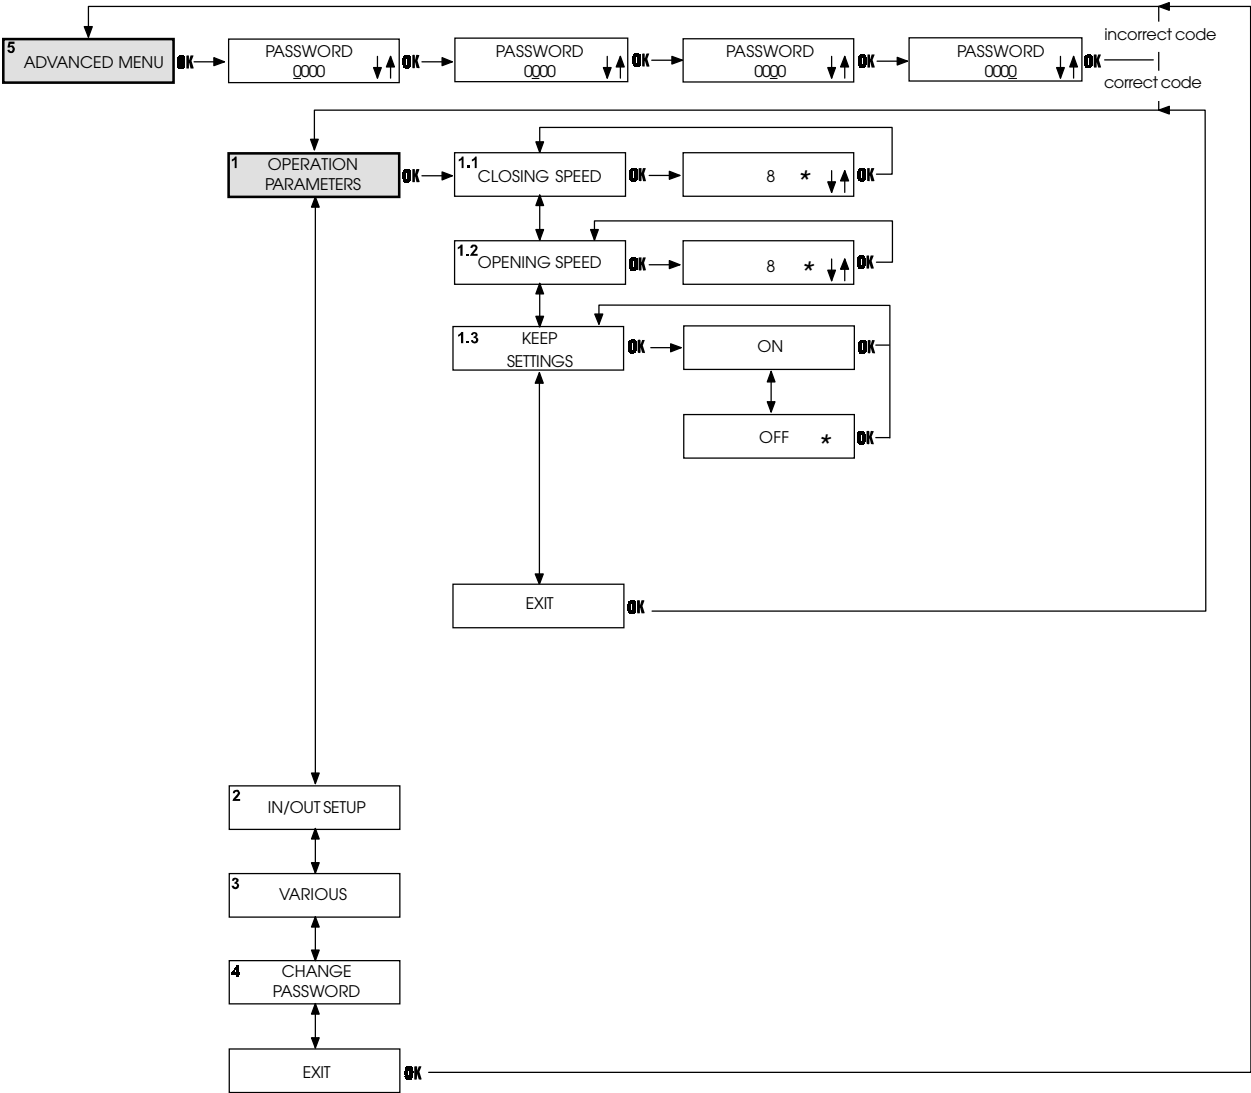 incorrect code
5
ADVANCED MENU
OK
PASSWORD
0000
OK
PASSWORD
0000
OK
PASSWORD
0000
OK
PASSWORD
0000
OK
correct code
1
OPERATION
PARAMETERS
OK
1.1
CLOSING SPEED
OK
8 *
OK
1.2
OPENING SPEED
OK
8 *
OK
1.3
KEEP
SETTINGS
OK
ON
OK
OFF *
OK
EXIT
OK
2
IN/OUT SETUP
3
VARIOUS
4
CHANGE
PASSWORD
EXIT
OK